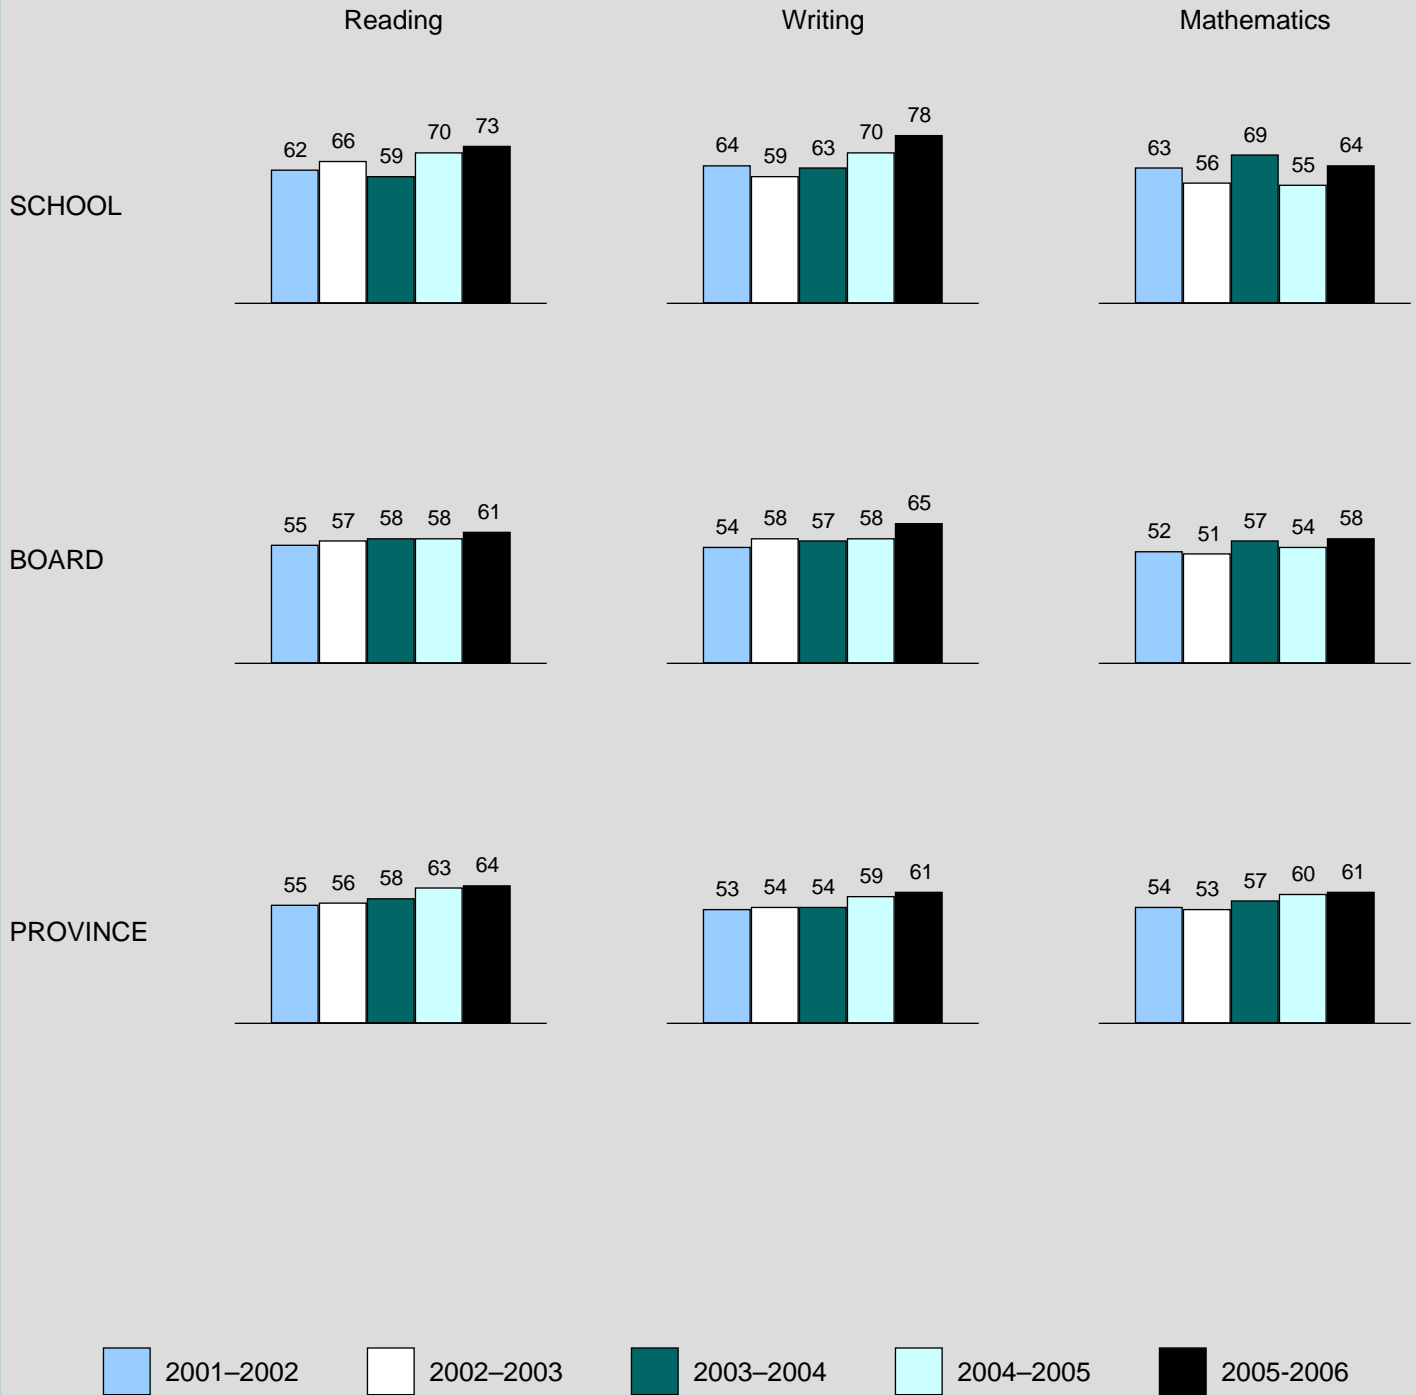 Reading Writing Mathematics
SCHOOL
62 66 59 70 73
64 59 63 70 78
63 56 69 55 64
BOARD
55 57 58 58 61
54 58 57 58 65
52 51 57 54 58
PROVINCE
55 56 58 63 64
53 54 54 59 61
54 53 57 60 61
2001–2002 2002–2003 2003–2004 2004–2005 2005-2006